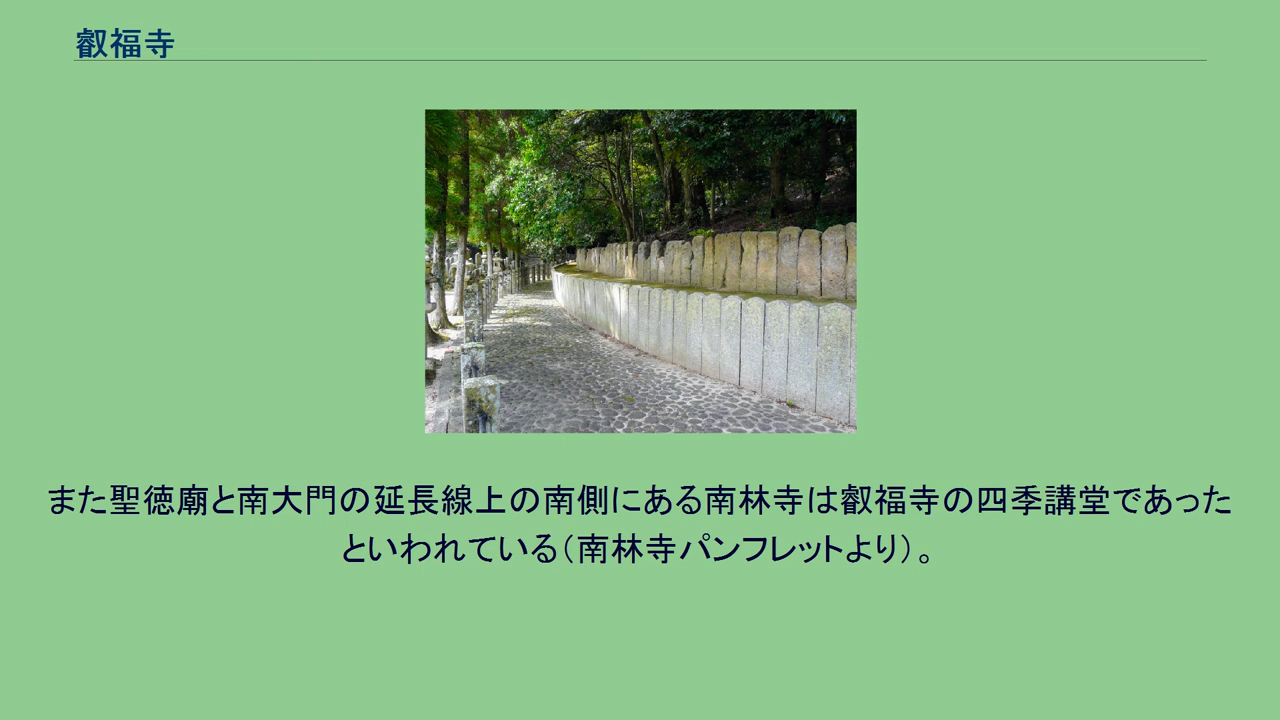 叡福寺
また聖徳廟と南大門の延長線上の南側にある南林寺は叡福寺の四季講堂であった
といわれている（南林寺パンフレットより）。